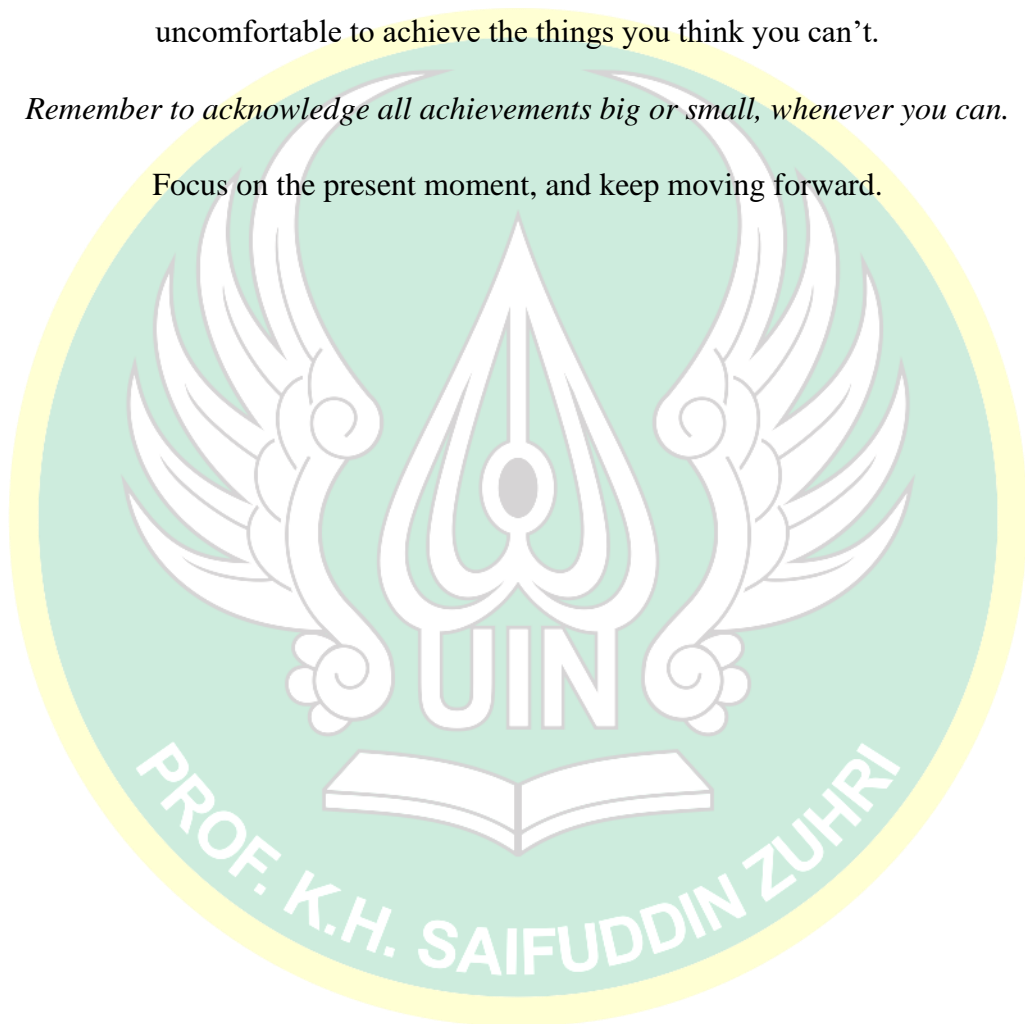 uncomfortable to achieve the things you think you can’t.
Remember to acknowledge all achievements big or small, whenever you can.
Focus on the present moment, and keep moving forward.
UIN
PROF. K.H. SAIFUDDIN ZUHRI